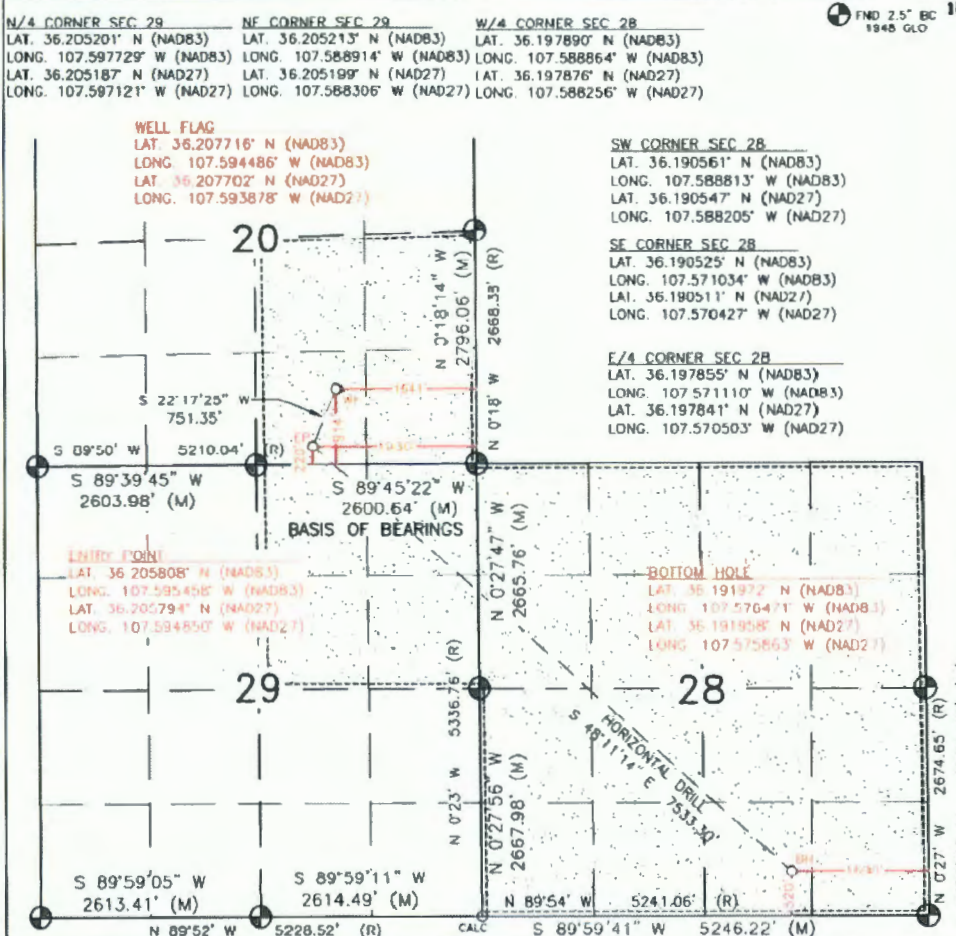 FND 2.5" BC
1948 GLO
N/4 CORNER SEC 29
LAT. 36.205201° N (NAD83)
LONG. 107.597729° W (NAD83)
LAT. 36.205187° N (NAD27)
LONG. 107.597121° W (NAD27)
NE CORNER SEC 29
LAT. 36.205213° N (NAD83)
LONG. 107.588914° W (NAD83)
LAT. 36.205199° N (NAD27)
LONG. 107.588306° W (NAD27)
W/4 CORNER SEC 28
LAT. 36.197890° N (NAD83)
LONG. 107.588864° W (NAD83)
LAT. 36.197876° N (NAD27)
LONG. 107.588256° W (NAD27)
WELL FLAG
LAT. 36.207716° N (NAD83)
LONG. 107.594486° W (NAD83)
LAT. 36.207702° N (NAD27)
LONG. 107.593878° W (NAD27)
SW CORNER SEC 28
LAT. 36.190561° N (NAD83)
LONG. 107.588813° W (NAD83)
LAT. 36.190547° N (NAD27)
LONG. 107.588205° W (NAD27)
SE CORNER SEC 28
LAT. 36.190525° N (NAD83)
LONG. 107.571034° W (NAD83)
LAT. 36.190511° N (NAD27)
LONG. 107.570427° W (NAD27)
E/4 CORNER SEC 28
LAT. 36.197855° N (NAD83)
LONG. 107.571110° W (NAD83)
LAT. 36.197841° N (NAD27)
LONG. 107.570503° W (NAD27)
20
N 0°18'14" W
2796.06' (M)
N 0°18' W 2668.38' (R)
S 22°17'25" W
751.35'
WF
914'
1930'
220'
S 89°50' W 5210.04' (R)
S 89°39'45" W
2603.98' (M)
S 89°45'22" W
2600.64' (M)
BASIS OF BEARINGS
ENTRY POINT
LAT. 36.205808° N (NAD83)
LONG. 107.595458° W (NAD83)
LAT. 36.205794° N (NAD27)
LONG. 107.594850° W (NAD27)
N 0°27'47" W
2665.76' (M)
BOTTOM HOLE
LAT. 36.191972° N (NAD83)
LONG. 107.576471° W (NAD83)
LAT. 36.191958° N (NAD27)
LONG. 107.575863° W (NAD27)
29
28
N 0°23' W 5336.76' (R)
N 0°27'56" W
2667.98' (M)
HORIZONTAL DRILL
S 48°11'14" E 7533.30'
N 0°27' W 2674.65' (R)
BH
520'
S 89°59'05" W
2613.41' (M)
S 89°59'11" W
2614.49' (M)
N 89°54' W 5241.06' (R)
N 89°52' W 5228.52' (R)
CALC
S 89°59'41" W 5246.22' (M)